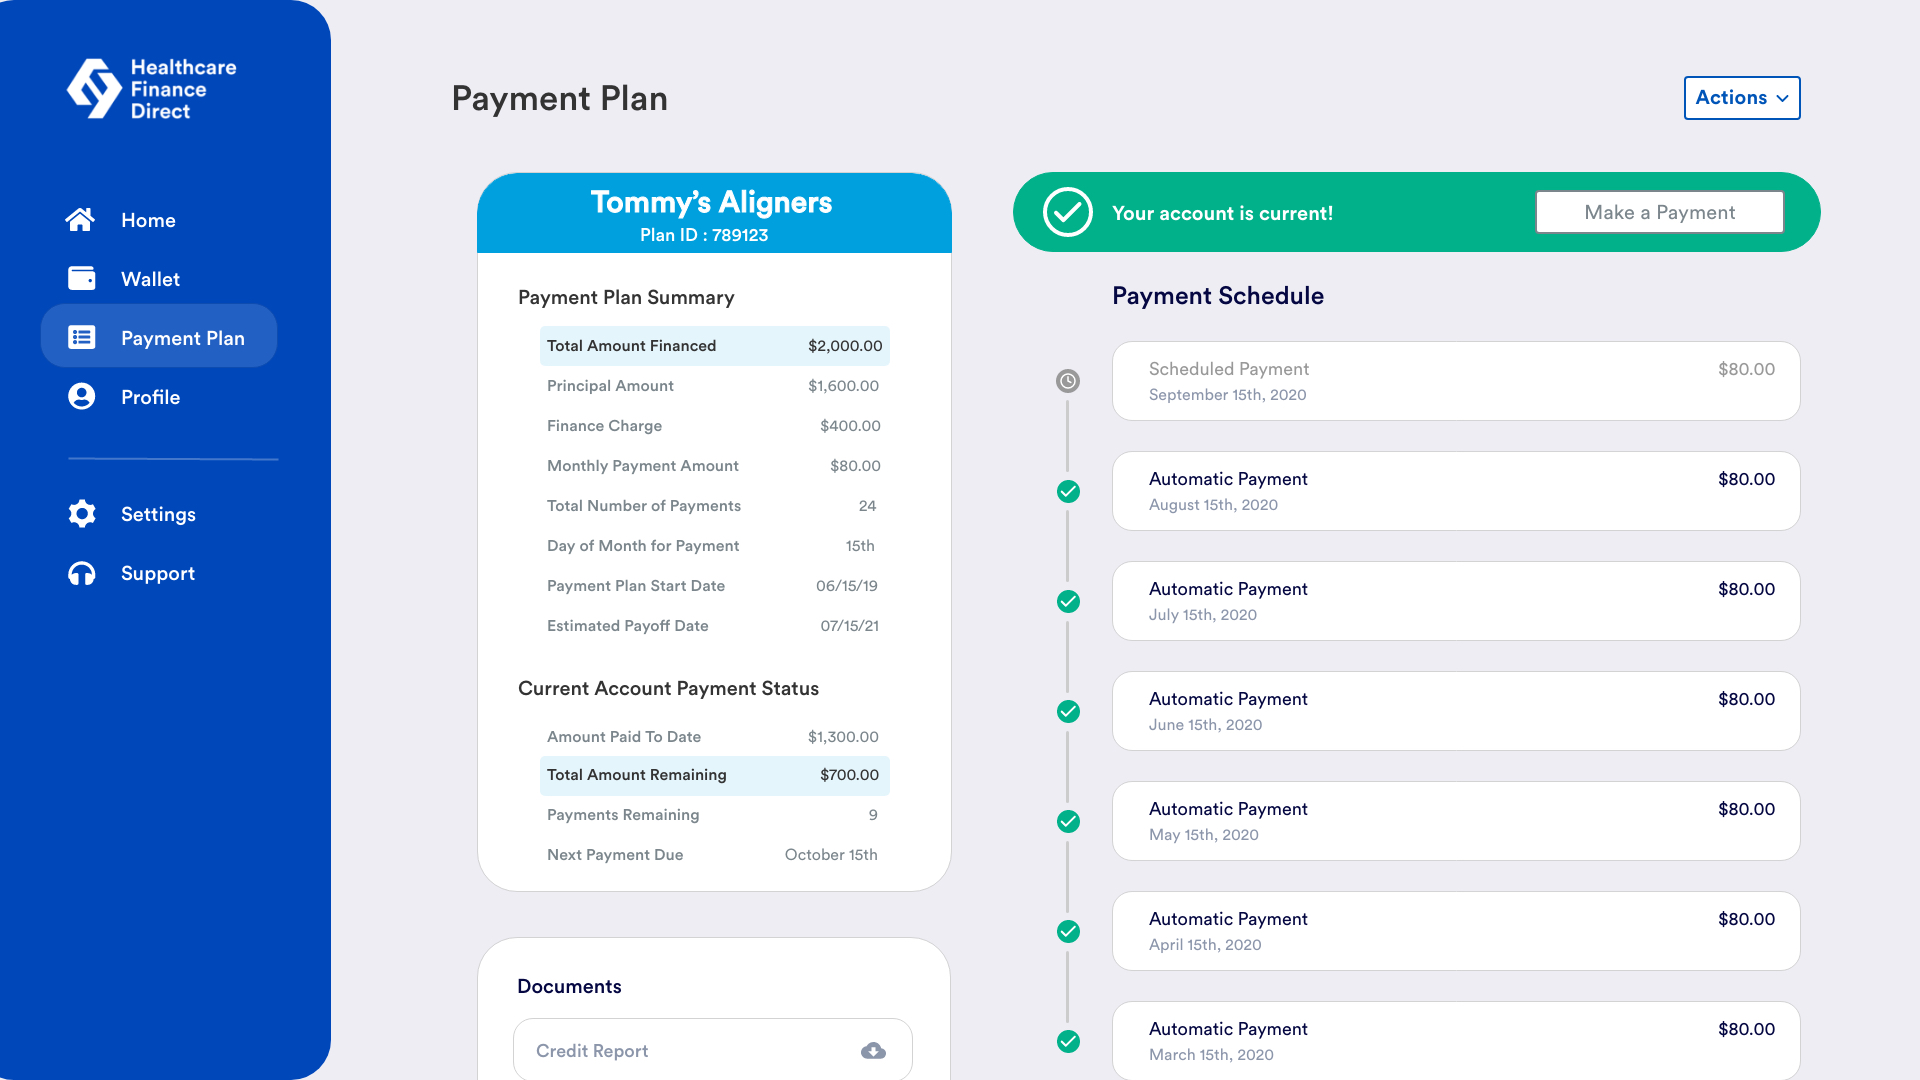 Healthcare
Finance
Direct
Home
Wallet
Payment Plan
Profile
Settings
Support
Payment Plan
Actions
Tommy’s Aligners
Plan ID : 789123
Payment Plan Summary
Total Amount Financed $2,000.00
Principal Amount $1,600.00
Finance Charge $400.00
Monthly Payment Amount $80.00
Total Number of Payments 24
Day of Month for Payment 15th
Payment Plan Start Date 06/15/19
Estimated Payoff Date 07/15/21
Current Account Payment Status
Amount Paid To Date $1,300.00
Total Amount Remaining $700.00
Payments Remaining 9
Next Payment Due October 15th
Documents
Credit Report
Your account is current!
Make a Payment
Payment Schedule
Scheduled Payment $80.00
September 15th, 2020
Automatic Payment $80.00
August 15th, 2020
Automatic Payment $80.00
July 15th, 2020
Automatic Payment $80.00
June 15th, 2020
Automatic Payment $80.00
May 15th, 2020
Automatic Payment $80.00
April 15th, 2020
Automatic Payment $80.00
March 15th, 2020